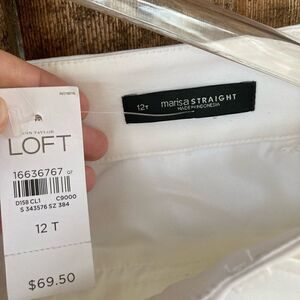 ANN TAYLOR
LOFT
16636767 07
D158 CL1 C9000
S 343576 SZ 384
12 T
$69.50
12T
marisa STRAIGHT
MADE IN INDONESIA